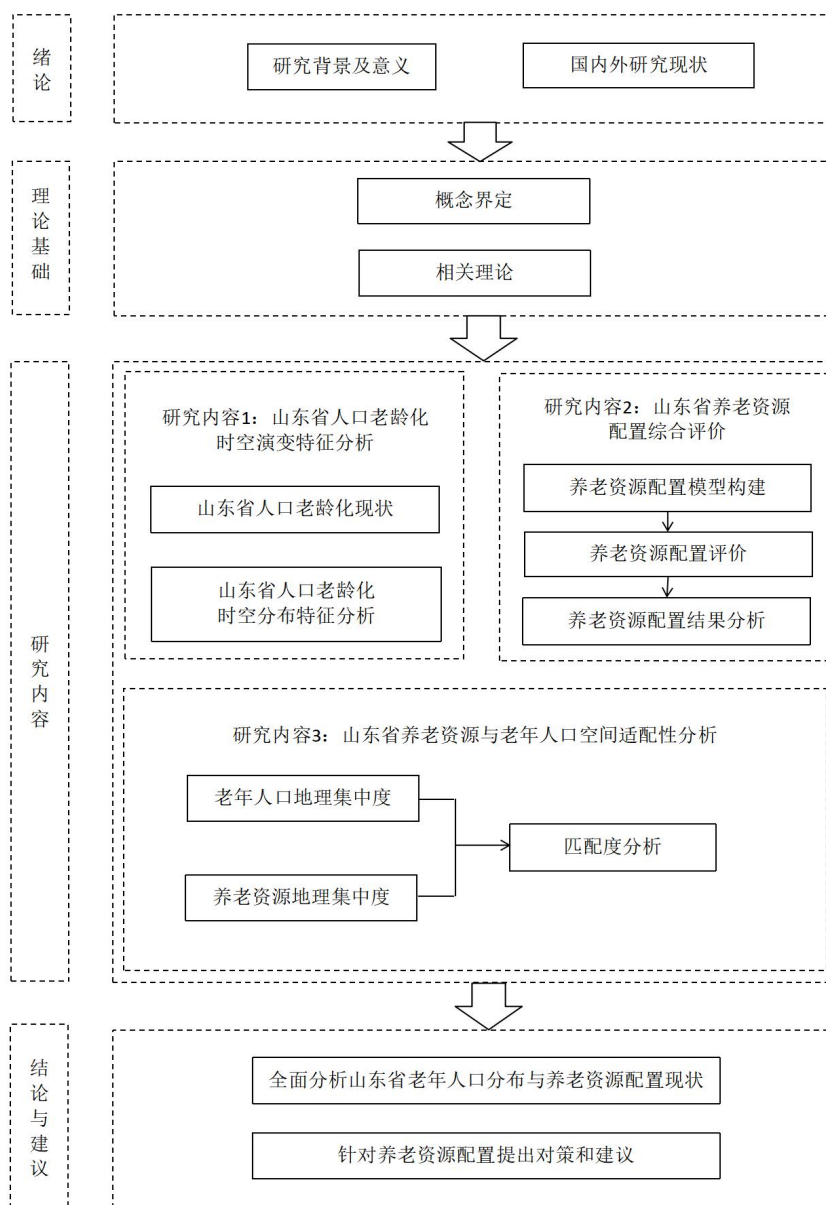 绪论
研究背景及意义
国内外研究现状
理论基础
概念界定
相关理论
研究内容
研究内容1：山东省人口老龄化
时空演变特征分析
山东省人口老龄化现状
山东省人口老龄化
时空分布特征分析
研究内容2：山东省养老资源
配置综合评价
养老资源配置模型构建
养老资源配置评价
养老资源配置结果分析
研究内容3：山东省养老资源与老年人口空间适配性分析
老年人口地理集中度
养老资源地理集中度
匹配度分析
结论与建议
全面分析山东省老年人口分布与养老资源配置现状
针对养老资源配置提出对策和建议